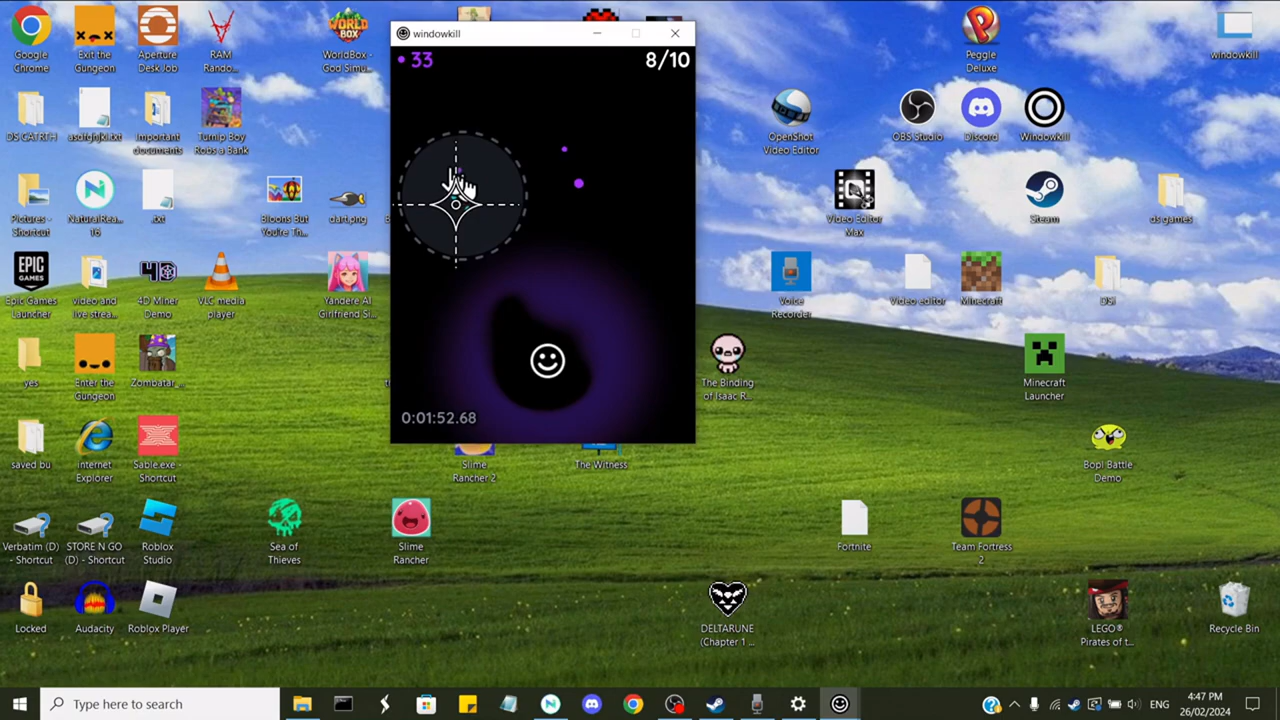 Google
Chrome
Exit the
Gungeon
Aperture
Desk Job
RAM
Rando...
WorldBox -
God Simu...
windowkill
33
8/10
0:01:52.68
Peggle
Deluxe
windowkill
DS CATRTH
asdfghjkl.txt
Important
documents
Turnip Boy
Robs a Bank
OpenShot
Video Editor
OBS Studio
Discord
Windowkill
Pictures -
Shortcut
NaturalRea...
16
.txt
Bloons But
You're Th...
dart.png
Video Editor
Max
Steam
ds games
EPIC
GAMES
Epic Games
Launcher
video and
live strea...
4D Miner
Demo
VLC media
player
Yandere AI
Girlfriend Si...
Voice
Recorder
Video editor
Minecraft
DSi
yes
Enter the
Gungeon
Zombatar ...
The Binding
of Isaac R...
Minecraft
Launcher
saved bu
internet
Explorer
Sable.exe -
Shortcut
Slime
Rancher 2
The Witness
Bopl Battle
Demo
Verbatim (D)
- Shortcut
STORE N GO
(D) - Shortcut
Roblox
Studio
Sea of
Thieves
Slime
Rancher
Fortnite
Team Fortress
2
Locked
Audacity
Roblox Player
DELTARUNE
(Chapter 1 ...
LEGO®
Pirates of t...
Recycle Bin
Type here to search
ENG
4:47 PM
26/02/2024